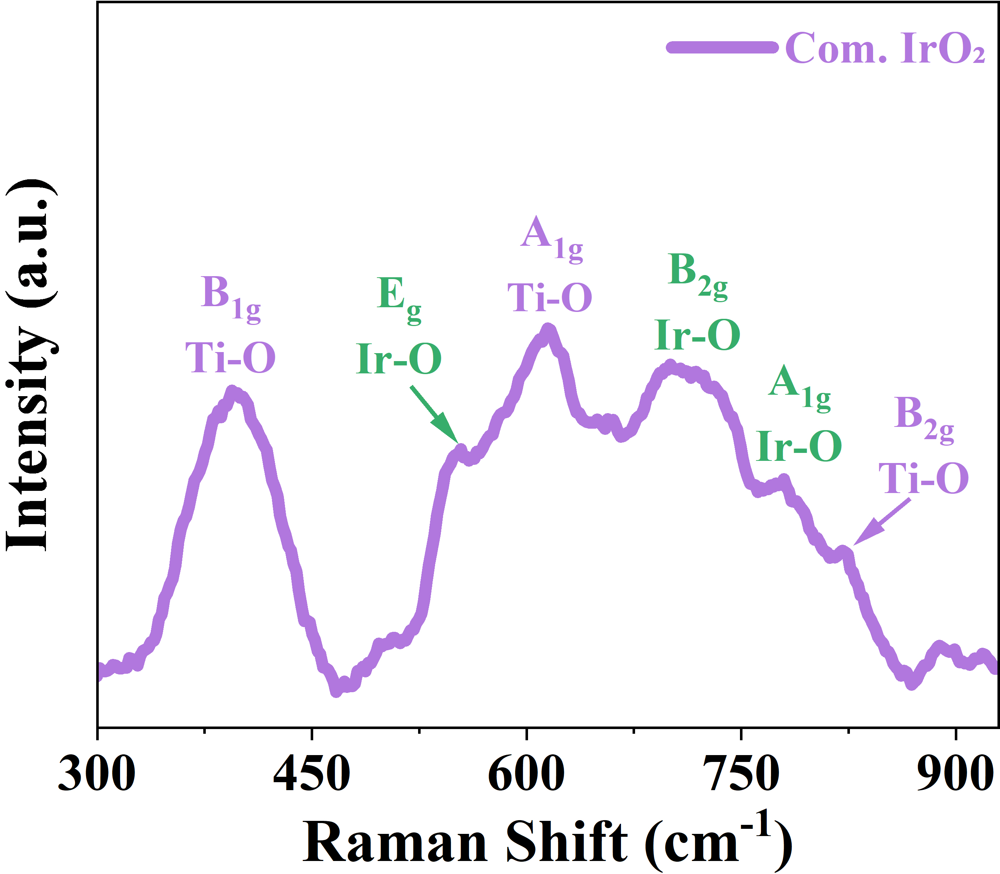 Com. IrO₂
A₁g
Ti-O
B₂g
Ir-O
B₁g
Ti-O
Eg
Ir-O
A₁g
Ir-O
B₂g
Ti-O
Intensity (a.u.)
300 450 600 750 900
Raman Shift (cm⁻¹)